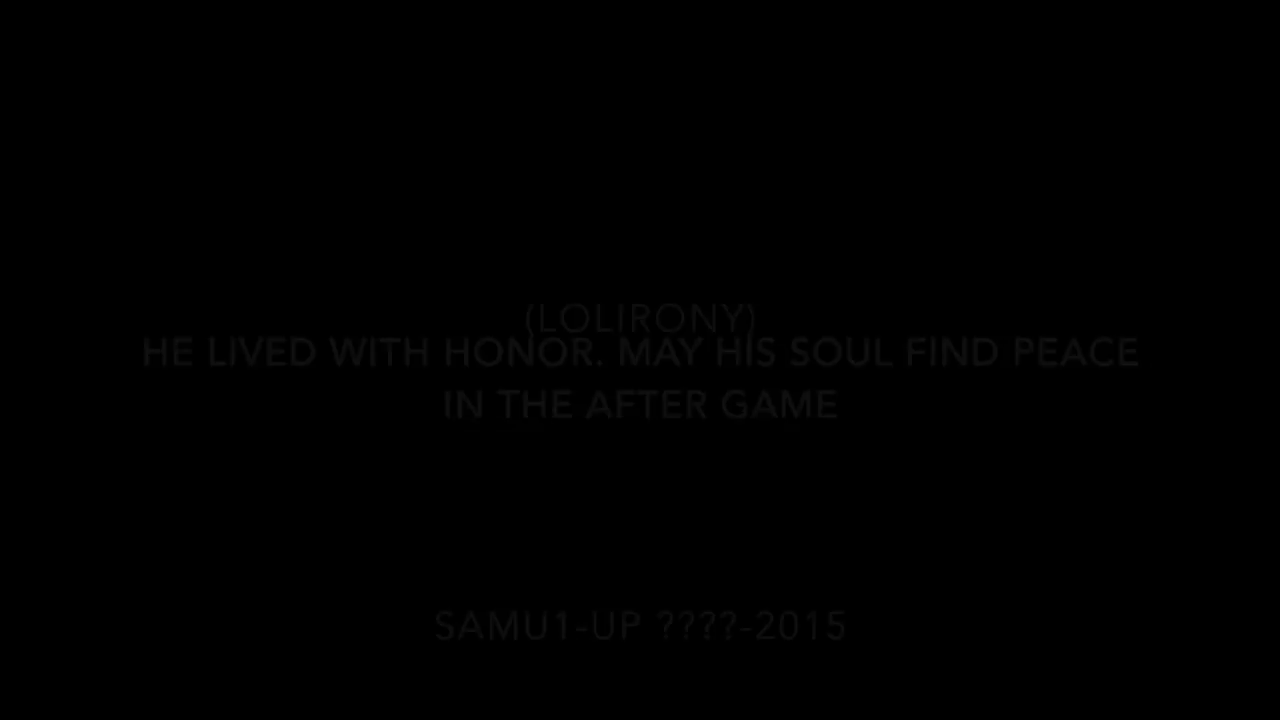 (LOLIRONY)
HE LIVED WITH HONOR. MAY HIS SOUL FIND PEACE
IN THE AFTER GAME
SAMU1-UP ????-2015